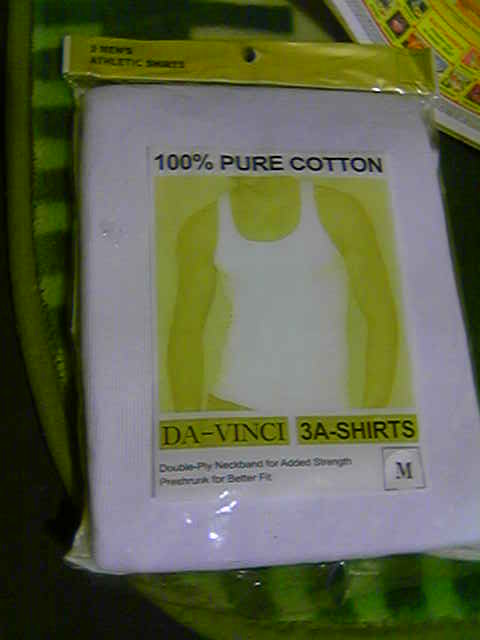 3 MEN'S
ATHLETIC SHIRTS
100% PURE COTTON
DA-VINCI 3A-SHIRTS
Double-Ply Neckband for Added Strength
Preshrunk for Better Fit
M